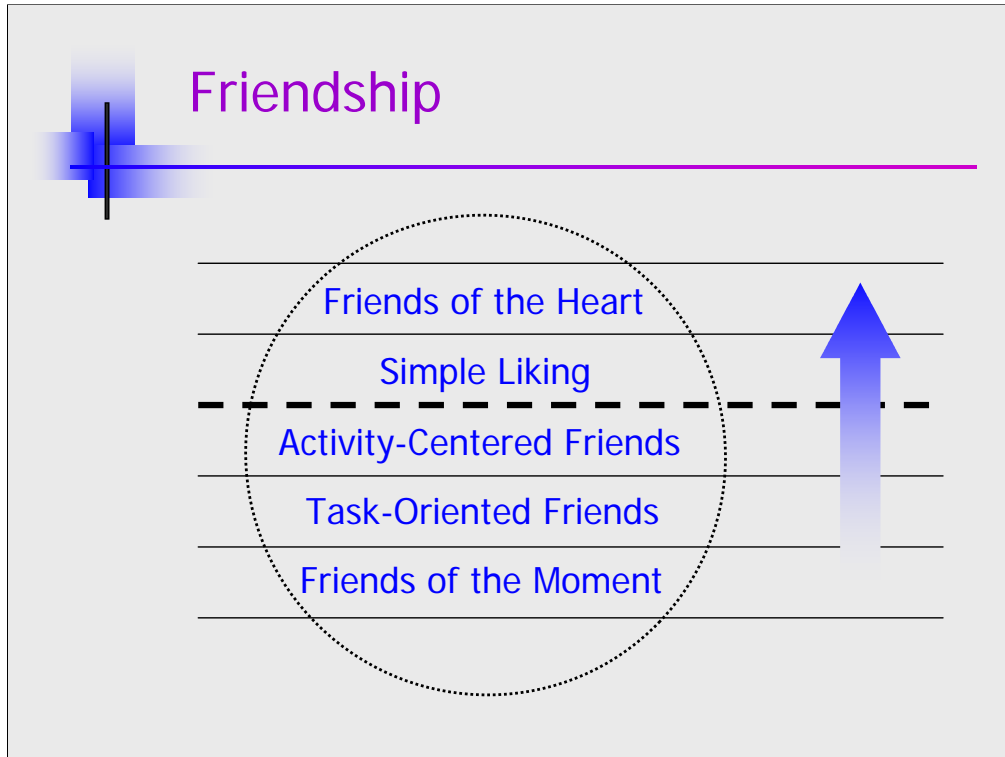 Friendship
Friends of the Heart
Simple Liking
Activity-Centered Friends
Task-Oriented Friends
Friends of the Moment